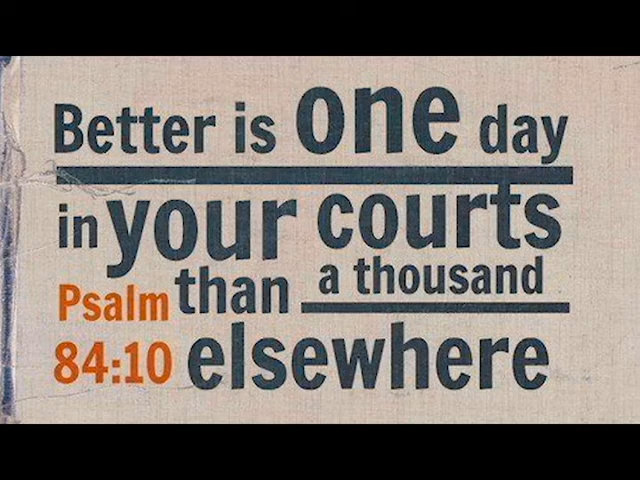 Better is one day
in your courts
than a thousand
Psalm
84:10
elsewhere